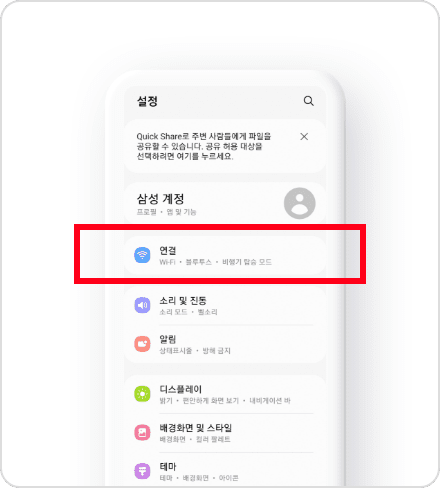 설정
Quick Share로 주변 사람들에게 파일을
공유할 수 있습니다. 공유 허용 대상을
선택하려면 여기를 누르세요.
삼성 계정
프로필 • 앱 및 기능
연결
Wi-Fi • 블루투스 • 비행기 탑승 모드
소리 및 진동
소리 모드 • 벨소리
알림
상태표시줄 • 방해 금지
디스플레이
밝기 • 편안하게 화면 보기 • 내비게이션 바
배경화면 및 스타일
배경화면 • 컬러 팔레트
테마
테마 • 배경화면 • 아이콘